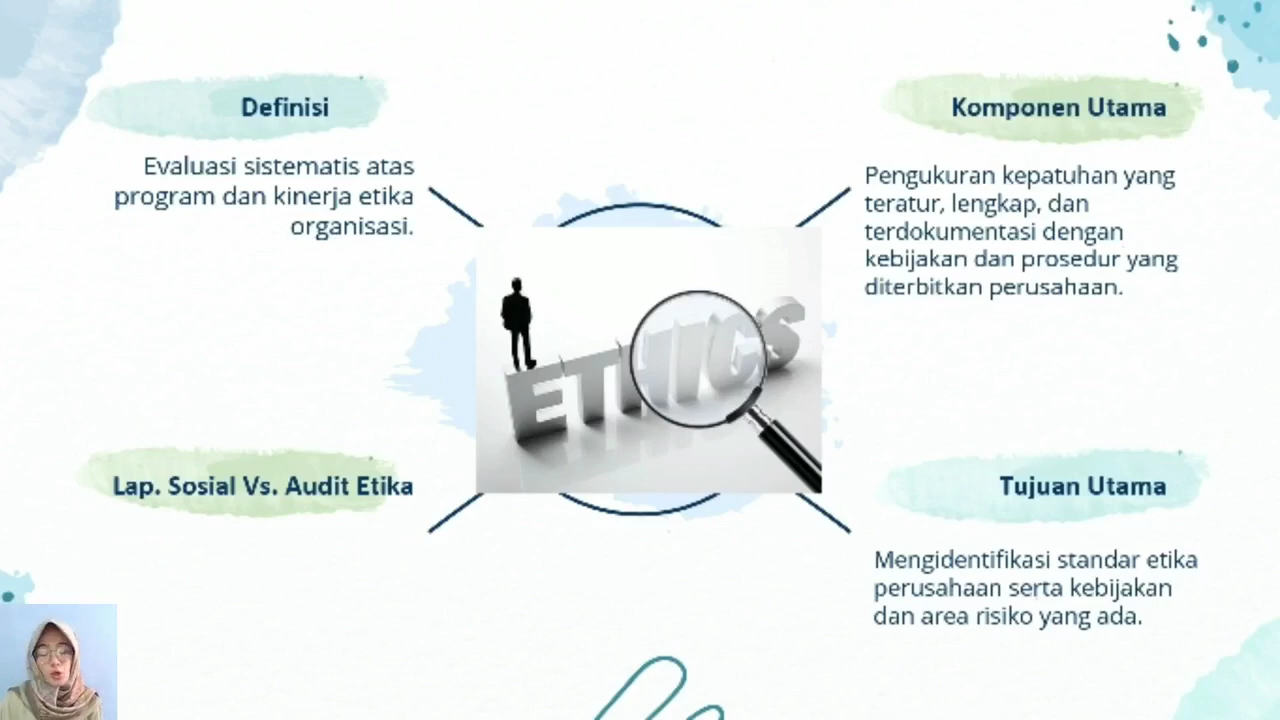 Definisi
Evaluasi sistematis atas
program dan kinerja etika
organisasi.
Komponen Utama
Pengukuran kepatuhan yang
teratur, lengkap, dan
terdokumentasi dengan
kebijakan dan prosedur yang
diterbitkan perusahaan.
ETHICS
Lap. Sosial Vs. Audit Etika
Tujuan Utama
Mengidentifikasi standar etika
perusahaan serta kebijakan
dan area risiko yang ada.